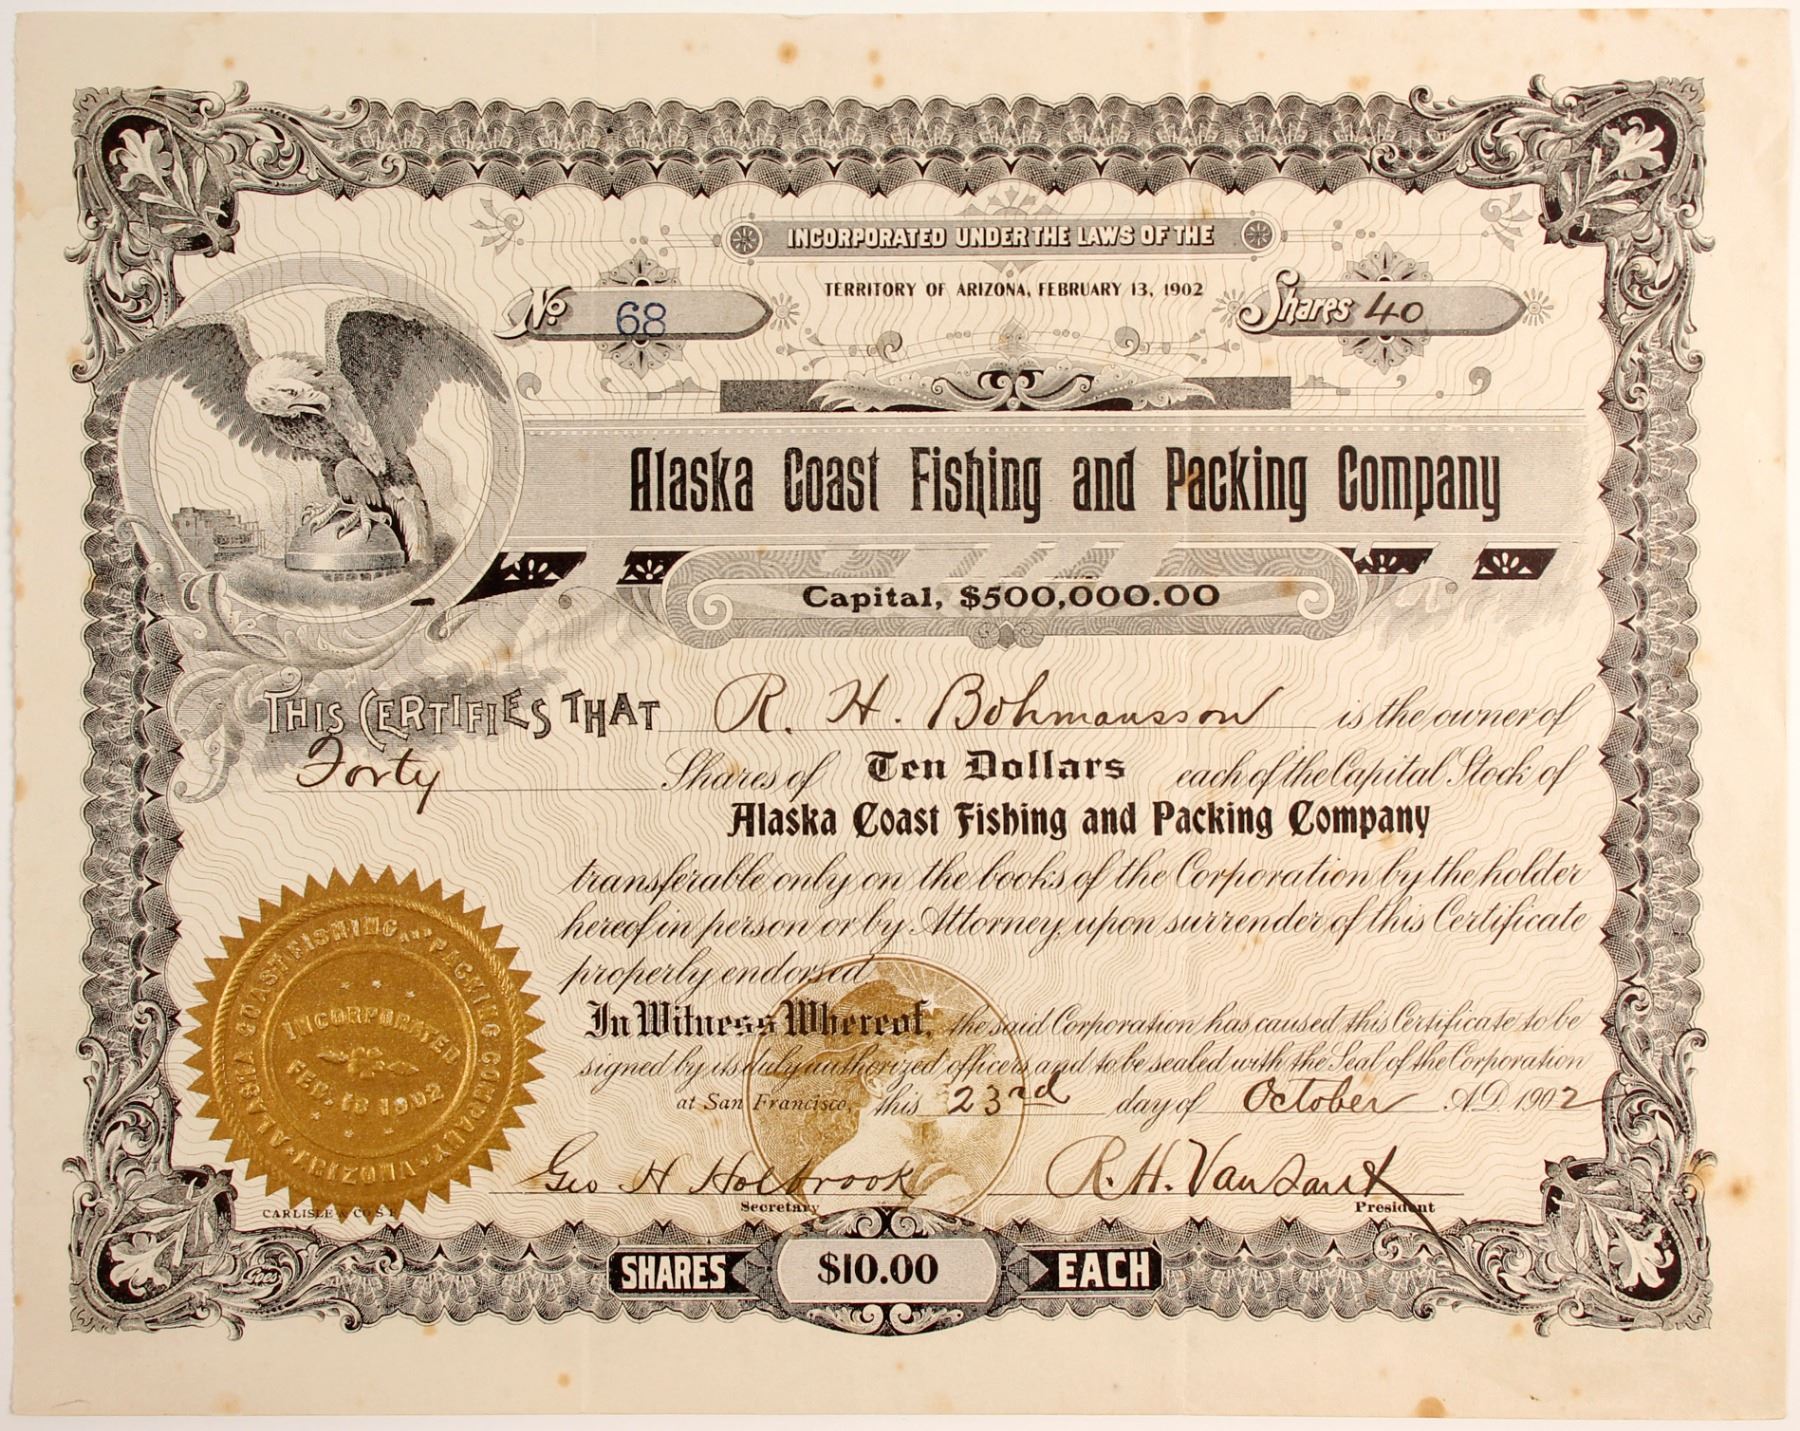 INCORPORATED UNDER THE LAWS OF THE
TERRITORY OF ARIZONA, FEBRUARY 13, 1902
No. 68
Shares 40
Alaska Coast Fishing and Packing Company
Capital, $500,000.00
THIS CERTIFIES THAT R. H. Bohmansson is the owner of
Forty Shares of Ten Dollars each of the Capital Stock of
Alaska Coast Fishing and Packing Company
transferable only on the books of the Corporation by the holder
hereof in person or by Attorney, upon surrender of this Certificate
properly endorsed
In Witness Whereof, the said Corporation has caused this Certificate to be
signed by its duly authorized officers and to be sealed with the Seal of the Corporation
at San Francisco, this 23rd day of October A.D. 1902
Geo H Holbrook
Secretary
R. H. Van Sant
President
ALASKA COAST FISHING AND PACKING COMPANY
ARIZONA
INCORPORATED
FEB. 13 1902
CARLISLE & CO S F
Goes
SHARES $10.00 EACH